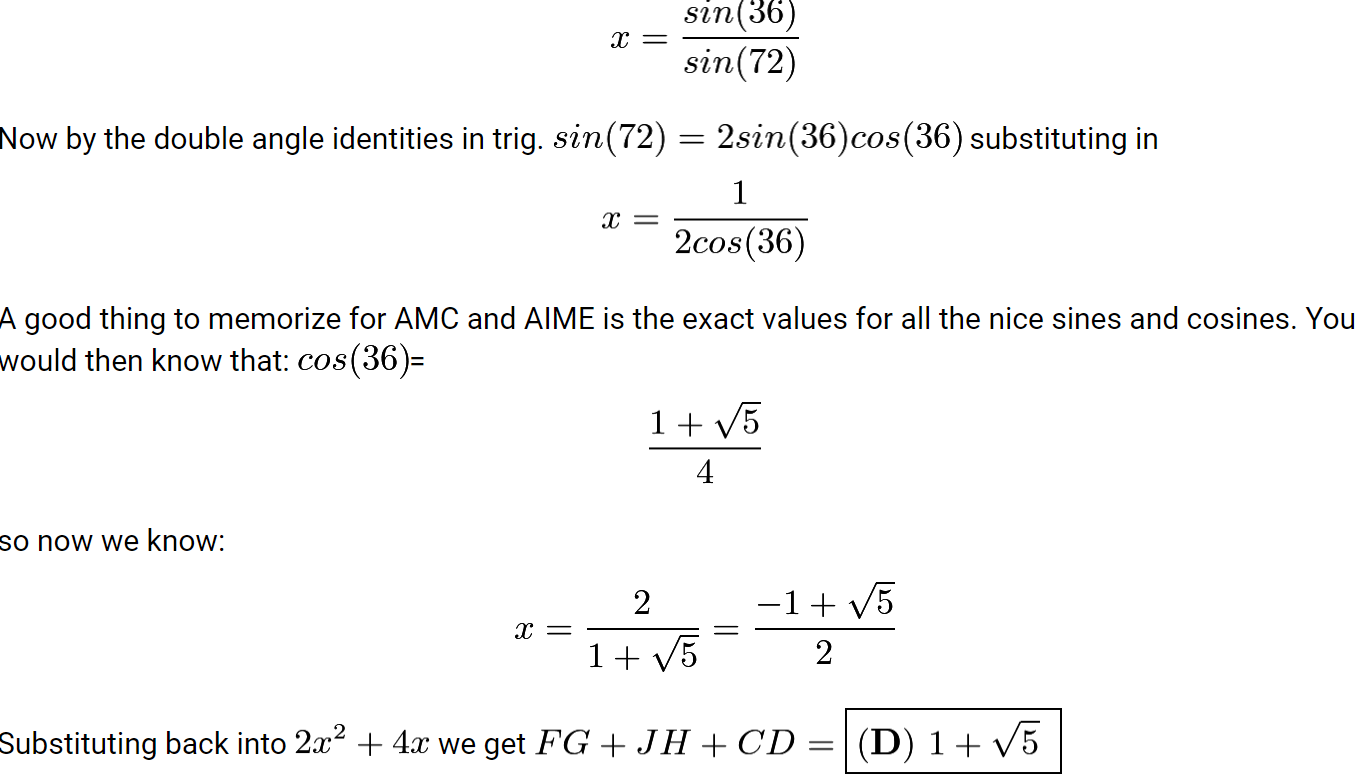 x = sin(36)/sin(72)
Now by the double angle identities in trig. sin(72) = 2sin(36)cos(36) substituting in
x = 1/(2cos(36))
A good thing to memorize for AMC and AIME is the exact values for all the nice sines and cosines. You
would then know that: cos(36)=
(1 + √5)/4
so now we know:
x = 2/(1 + √5) = (−1 + √5)/2
Substituting back into 2x² + 4x we get FG + JH + CD = (D) 1 + √5